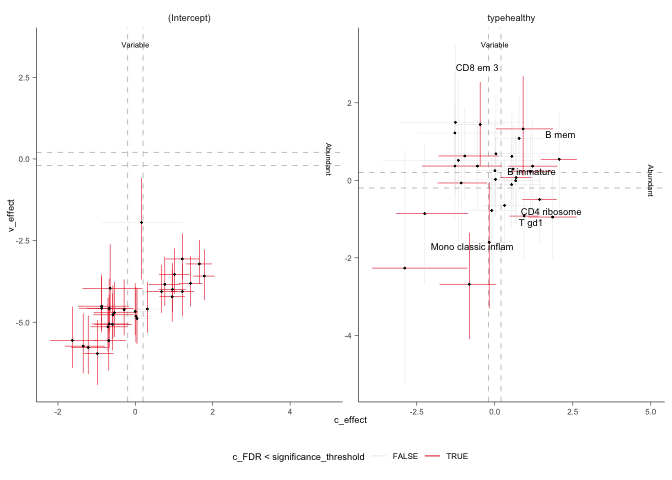 (Intercept)
typehealthy
Variable
Variable
CD8 em 3
B mem
B immature
CD4 ribosome
T gd1
Mono classic inflam
Abundant
Abundant
2.5
0.0
-2.5
-5.0
2
0
-2
-4
v_effect
-2
0
2
4
-2.5
0.0
2.5
5.0
c_effect
c_FDR < significance_threshold
FALSE
TRUE